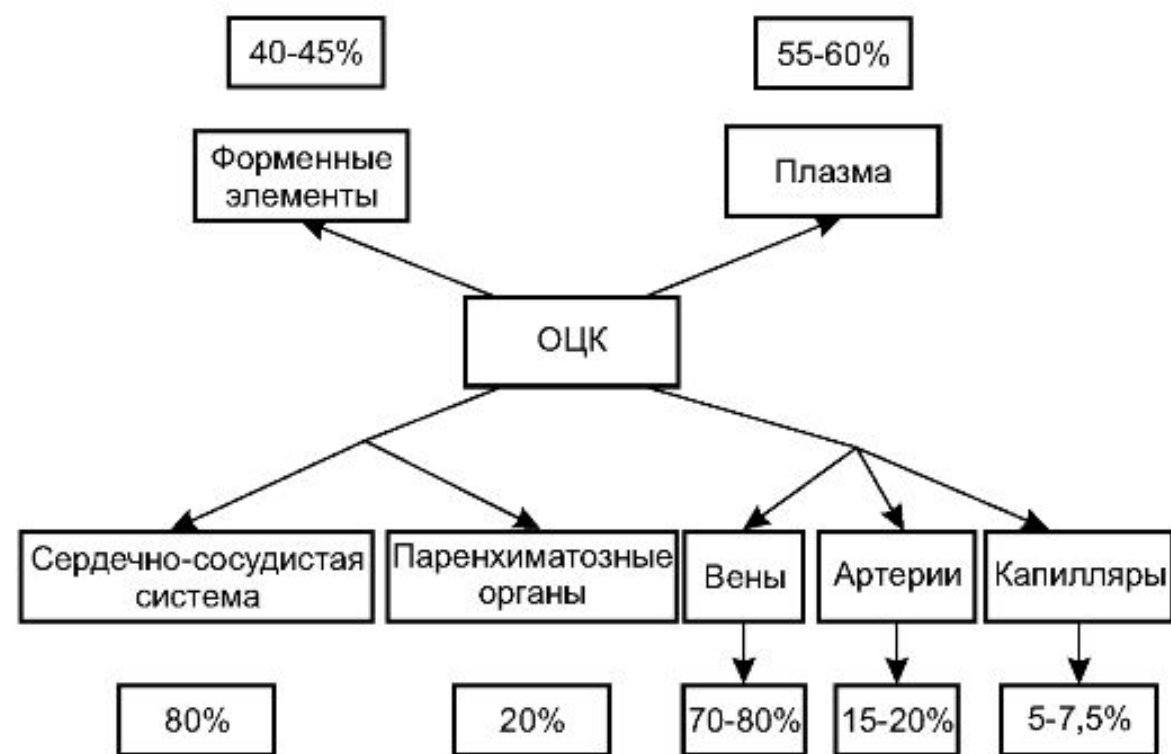 40-45%
55-60%
Форменные
элементы
Плазма
ОЦК
Сердечно-сосудистая
система
Паренхиматозные
органы
Вены
Артерии
Капилляры
80%
20%
70-80%
15-20%
5-7,5%